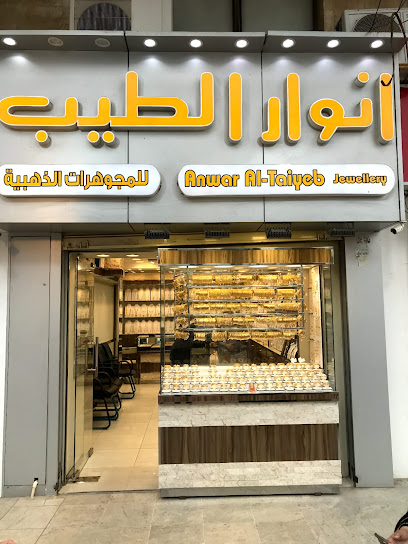 أنوار الطيب
للمجوهرات الذهبية
Anwar Al-Taiyeb Jewellery